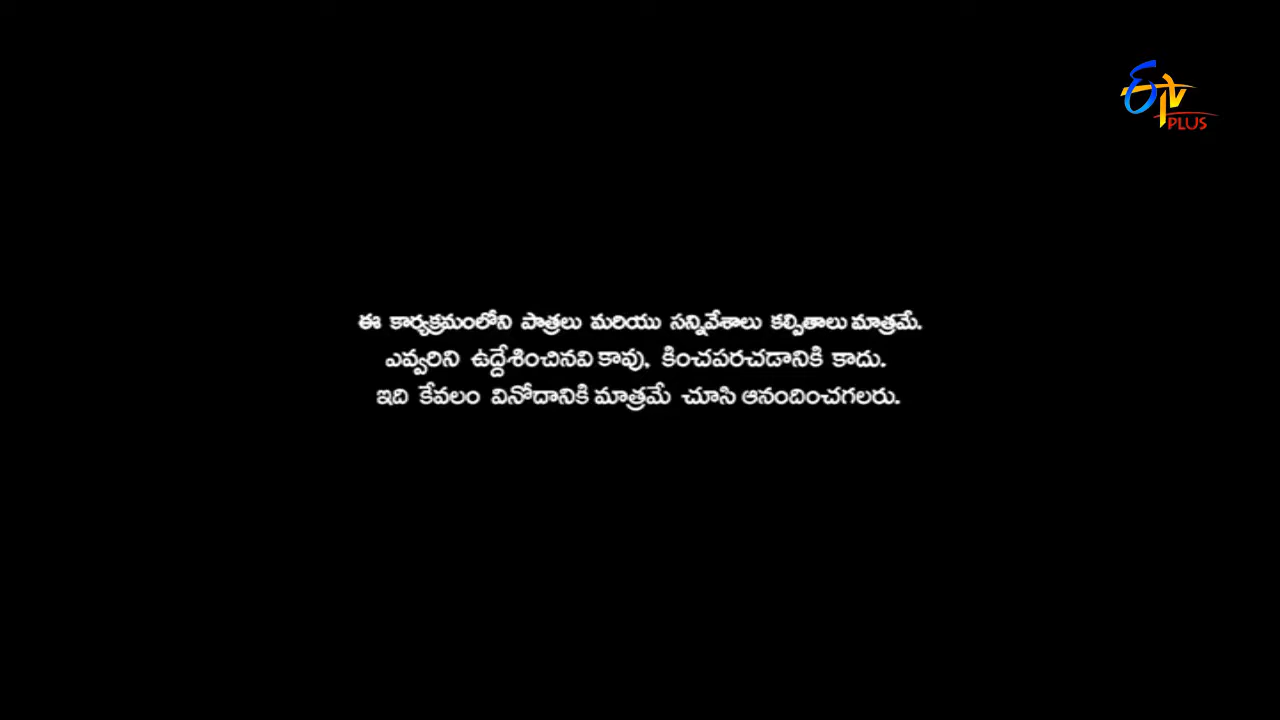 ETV
PLUS
ఈ కార్యక్రమంలోని పాత్రలు మరియు సన్నివేశాలు కల్పితాలు మాత్రమే.
ఎవ్వరిని ఉద్దేశించినవి కావు, కించపరచడానికి కాదు.
ఇది కేవలం వినోదానికి మాత్రమే చూసి ఆనందించగలరు.